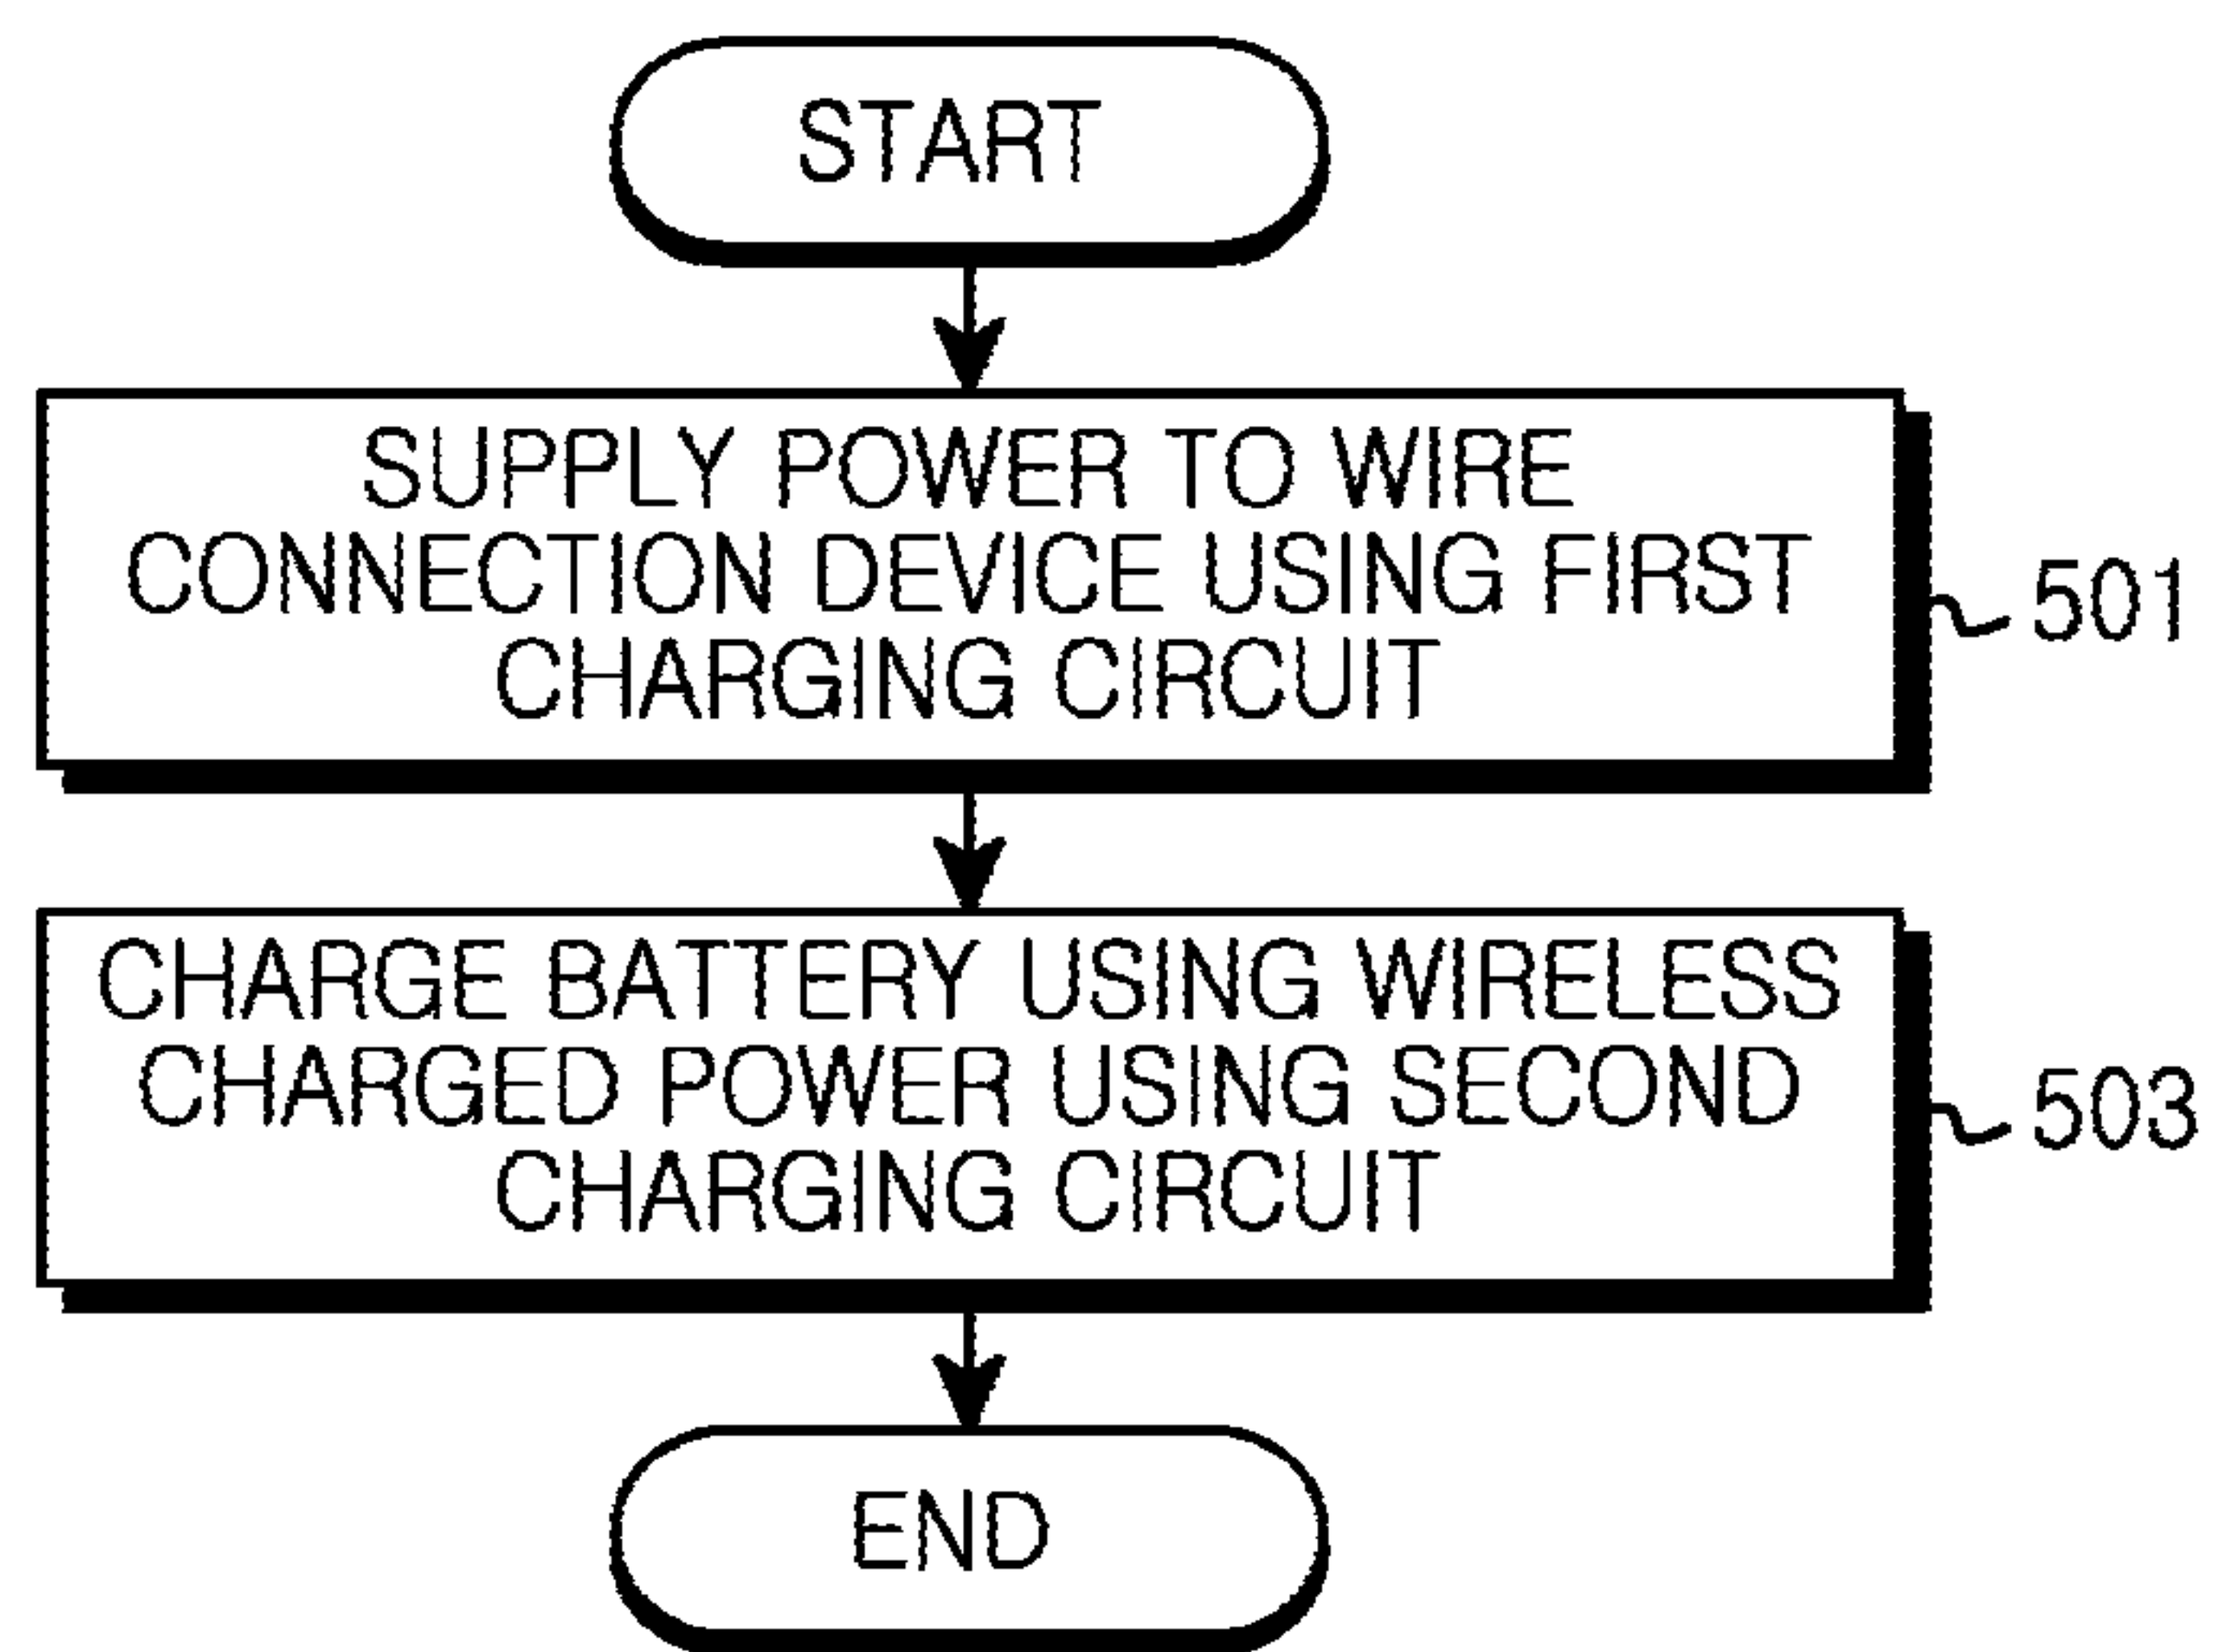 START
SUPPLY POWER TO WIRE
CONNECTION DEVICE USING FIRST
CHARGING CIRCUIT
501
CHARGE BATTERY USING WIRELESS
CHARGED POWER USING SECOND
CHARGING CIRCUIT
503
END